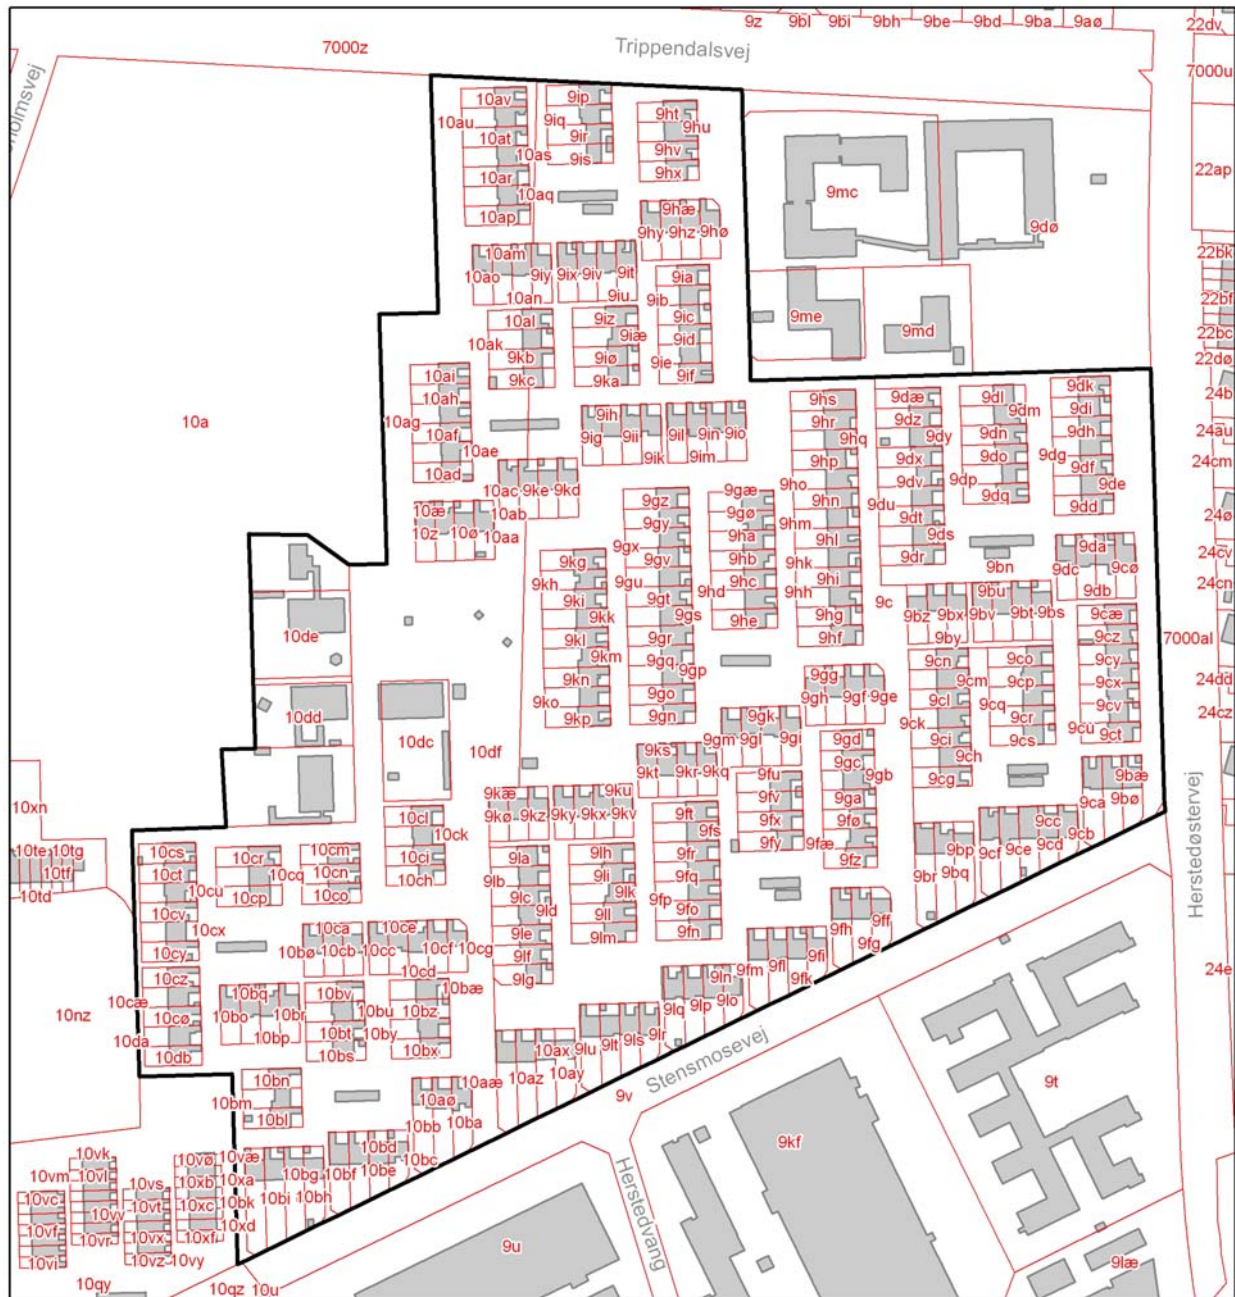 9z 9bl 9bi 9bh 9be 9bd 9ba 9aø 22dv
7000z Trippendalsvej
7000u
10av 9ip 9ht
10au 9iq 9hu
10at 9ir 9hv
10as 9is
10ar 9hx
10aq
10ap
9mc
22ap
9hæ
9hy 9hz 9hø
9dø
10am
10ao 9iy 9ix 9iv 9it
10an 9iu
9ia
9ib
9ic
9id
9ie
9if
22bk
22bf
22bc
22dø
10al 9iz
10ak 9iæ
9kb 9iø
9kc 9ka
9me 9md
10ai
10ah
10ag
10af
10ae
10ad
10a
9ih
9ig 9ii
9ik
9il 9in 9io
9im
9hs
9hr
9hq
9hp
9ho
9hn
9hm
9hl
9hk
9hi
9hh
9hg
9hf
9dæ
9dz
9dy
9dx
9dv
9du
9dt
9ds
9dr
9dl
9dm
9dn
9do
9dp
9dq
9dk
9di
9dh
9dg
9df
9de
9dd
24b
24au
24cm
24ø
24cv
24cn
10ac 9ke 9kd
10ab
10æ
10z 10ø 10aa
9gz
9gy
9gx
9gv
9gu
9gt
9gs
9gr
9gq
9gp
9go
9gn
9gæ
9gø
9ha
9hb
9hc
9hd
9he
9kg
9kh
9ki
9kk
9kl
9km
9kn
9ko
9kp
9bn
9da
9dc 9cø
9db
9c
9bu
9bz 9bx 9bv 9bt 9bs
9by
7000al
9cæ
9cz
9cy
9cx
9cv
9cu
9ct
9cn
9cm
9cl
9ck
9ci
9ch
9cg
9co
9cp
9cq
9cr
9cs
24dd
24cz
10de
10dd
10dc
10df
9gg
9gh 9gf 9ge
9gk
9gm 9gl 9gi
9ks
9kt 9kr 9kq
9gd
9gc
9gb
9ga
9fø
9fæ
9fz
9fu
9fv
9fx
9fy
9kæ
9kø 9kz
9ku
9ky 9kx 9kv
9ft
9fs
9fr
9fq
9fp
9fo
9fn
9bæ
9ca 9bø
9cc
9cf 9ce 9cd 9cb
9bp
9br 9bq
10xn
10te 10tg
10tf
10td
10cl
10ck
10ci
10ch
10cs
10ct
10cu
10cv
10cx
10cy
10cr
10cq
10cp
10cm
10cn
10co
9la
9lb
9lc
9ld
9le
9lf
9lg
9lh
9li
9lk
9ll
9lm
Herstedøstervej
24e
10ca 10ce
10bø 10cb 10cc 10cf 10cg
10cd
9ff
9fh
9fg
9fi
9fm 9fl
9fk
9ln
9lq 9lp 9lo
10cz
10cæ
10cø
10da
10db
10bq
10bo 10br
10bp
10bv
10bu
10bt
10bs
10bæ
10bz
10by
10bx
10nz
9lu 9lt 9ls 9lr
10ax
10az 10ay
Stensmosevej
9v
9t
10bn
10bm
10bl
10aæ
10aø
10bb 10ba
10bd
10bf 10be 10bc
9kf
10bg
10bi 10bh
10vk
10vm 10vl
10vv
10vr
10vø 10væ
10xb 10xa
10xc 10bk
10xd
10xf
10vs
10vt
10vx
10vz 10vy
10vc
10vf
10vi
Herstedvang
9u
9læ
10qy
10qz 10u